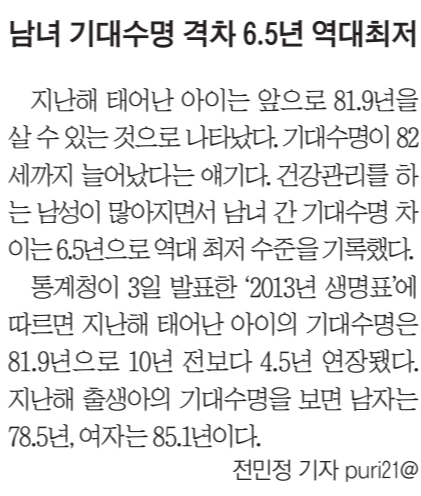 남녀 기대수명 격차 6.5년 역대최저
지난해 태어난 아이는 앞으로 81.9년을
살 수 있는 것으로 나타났다. 기대수명이 82
세까지 늘어났다는 얘기다. 건강관리를 하
는 남성이 많아지면서 남녀 간 기대수명 차
이는 6.5년으로 역대 최저 수준을 기록했다.
통계청이 3일 발표한 ‘2013년 생명표’에
따르면 지난해 태어난 아이의 기대수명은
81.9년으로 10년 전보다 4.5년 연장됐다.
지난해 출생아의 기대수명을 보면 남자는
78.5년, 여자는 85.1년이다.
전민정 기자 puri21@